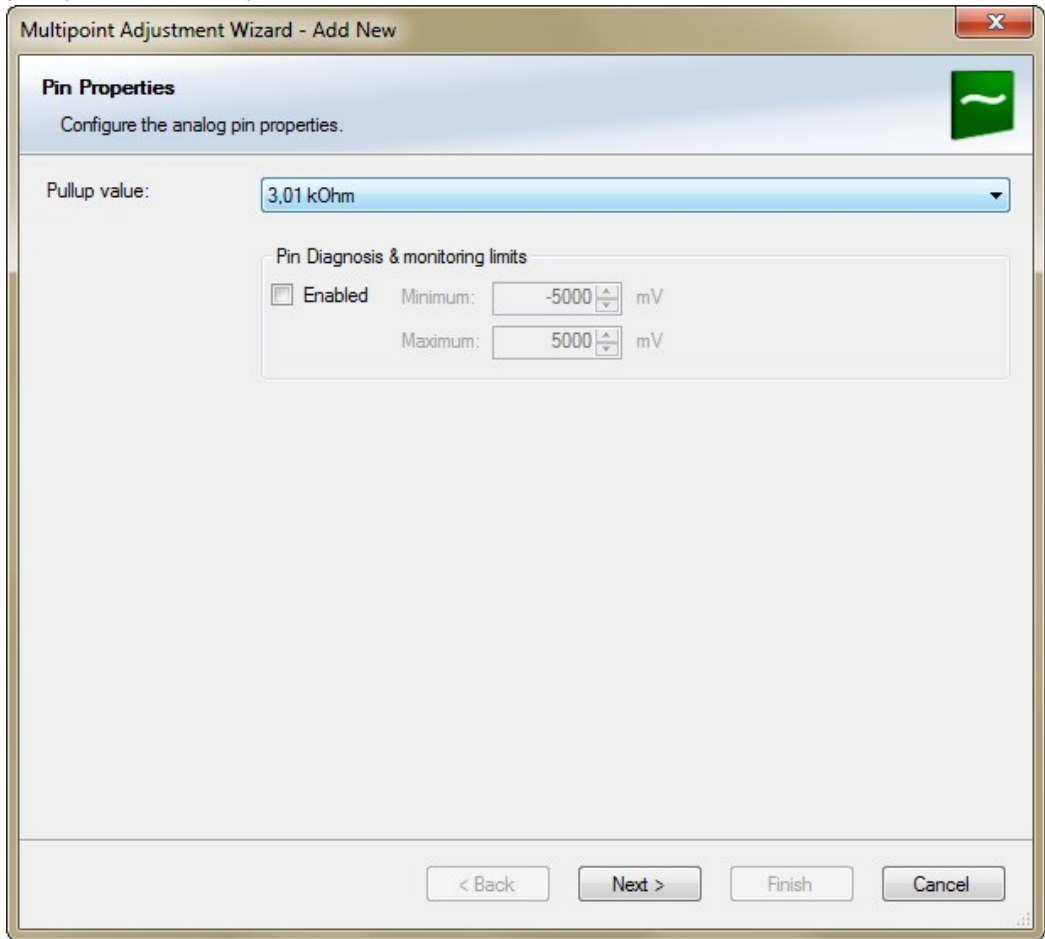 Multipoint Adjustment Wizard - Add New
Pin Properties
Configure the analog pin properties.
Pullup value: 3,01 kOhm
Pin Diagnosis & monitoring limits
Enabled Minimum: -5000 mV
Maximum: 5000 mV
< Back Next > Finish Cancel